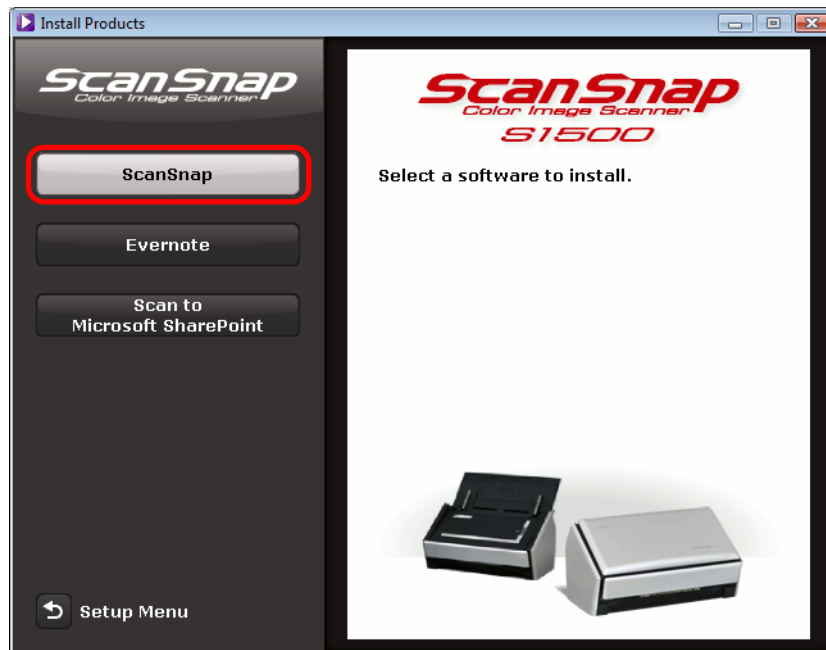 Install Products
ScanSnap
Color Image Scanner
ScanSnap
Evernote
Scan to
Microsoft SharePoint
Setup Menu
ScanSnap
Color Image Scanner
S1500
Select a software to install.